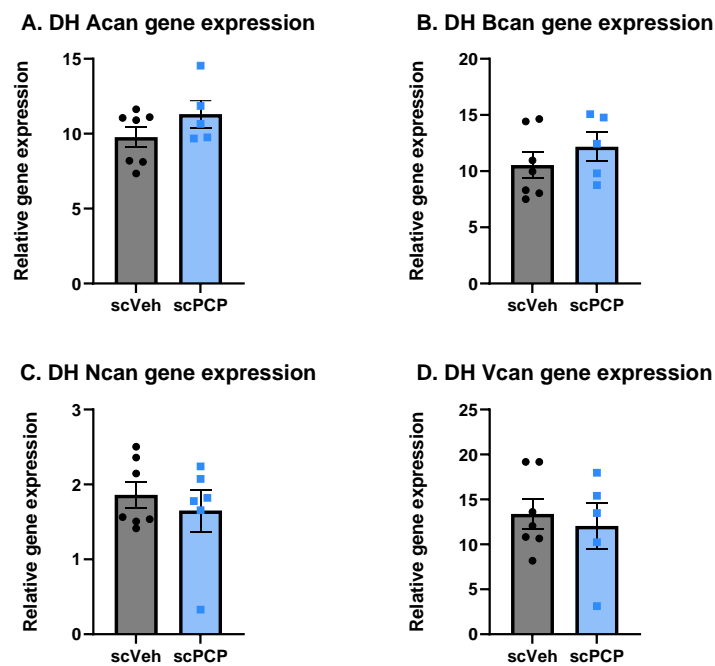 A. DH Acan gene expression
Relative gene expression
15
10
5
0
scVeh scPCP
B. DH Bcan gene expression
Relative gene expression
20
15
10
5
0
scVeh scPCP
C. DH Ncan gene expression
Relative gene expression
3
2
1
0
scVeh scPCP
D. DH Vcan gene expression
Relative gene expression
25
20
15
10
5
0
scVeh scPCP